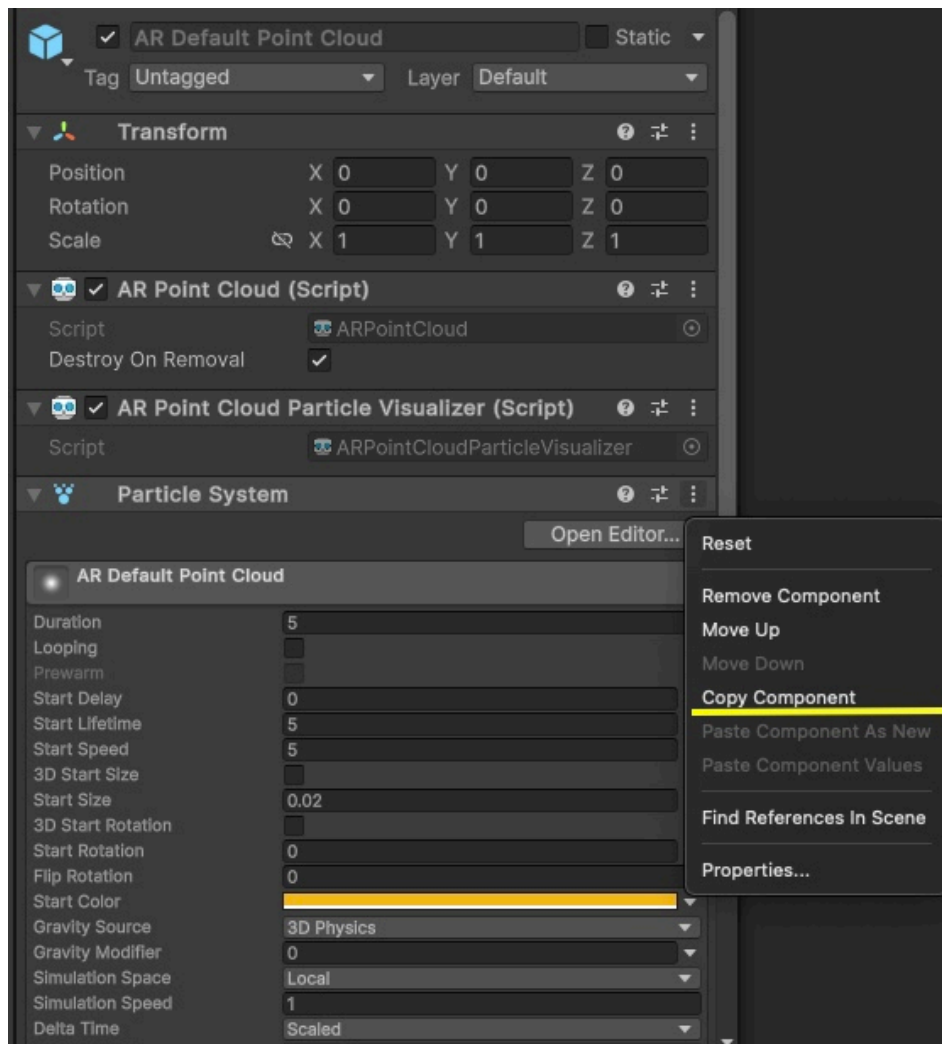 AR Default Point Cloud Static
Tag Untagged Layer Default
Transform
Position X 0 Y 0 Z 0
Rotation X 0 Y 0 Z 0
Scale X 1 Y 1 Z 1
AR Point Cloud (Script)
Script ARPointCloud
Destroy On Removal
AR Point Cloud Particle Visualizer (Script)
Script ARPointCloudParticleVisualizer
Particle System
Open Editor...
AR Default Point Cloud
Duration 5
Looping
Prewarm
Start Delay 0
Start Lifetime 5
Start Speed 5
3D Start Size
Start Size 0.02
3D Start Rotation
Start Rotation 0
Flip Rotation 0
Start Color
Gravity Source 3D Physics
Gravity Modifier 0
Simulation Space Local
Simulation Speed 1
Delta Time Scaled
Reset
Remove Component
Move Up
Move Down
Copy Component
Paste Component As New
Paste Component Values
Find References In Scene
Properties...